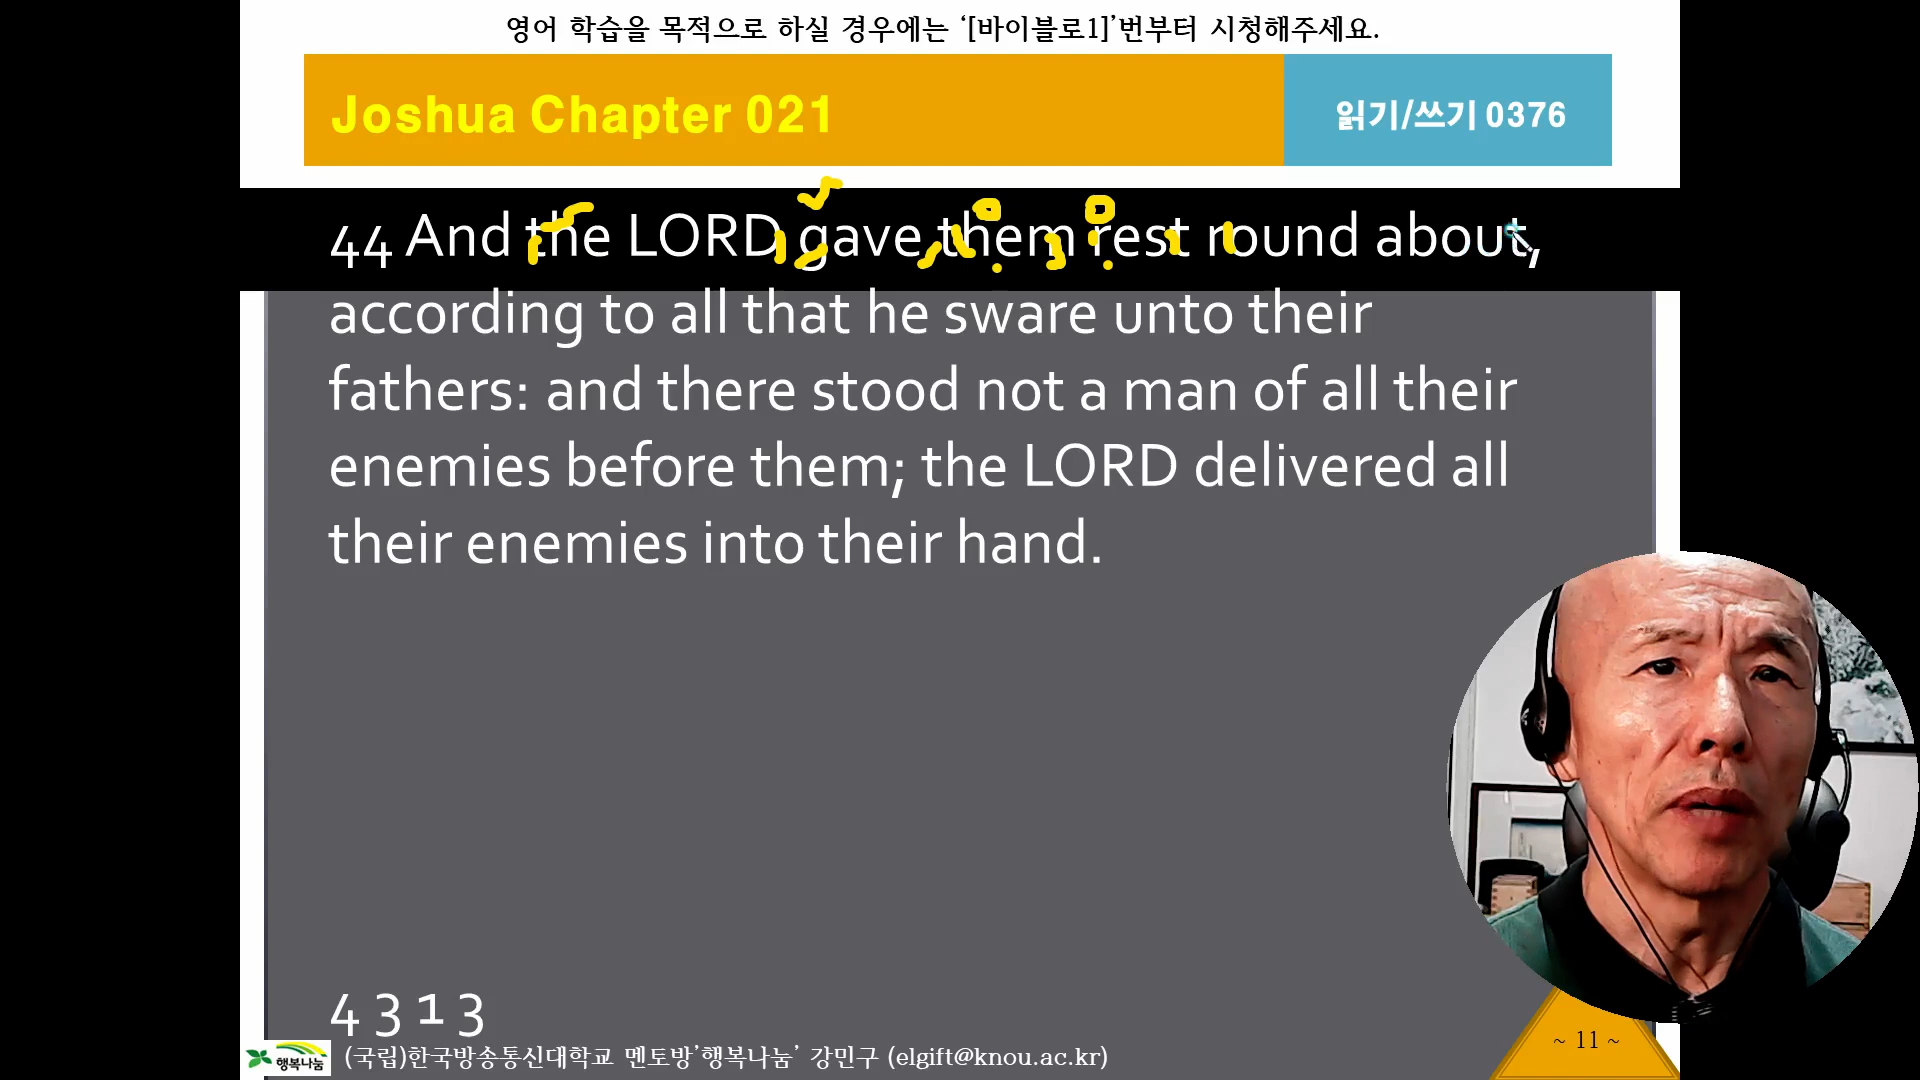 영어 학습을 목적으로 하실 경우에는 ‘[바이블로1]’번부터 시청해주세요.
Joshua Chapter 021
읽기/쓰기 0376
44 And the LORD gave them rest round about,
according to all that he sware unto their
fathers: and there stood not a man of all their
enemies before them; the LORD delivered all
their enemies into their hand.
4 3 1 3
행복나눔
(국립)한국방송통신대학교 멘토방’행복나눔’ 강민구 (elgift@knou.ac.kr)
~ 11 ~